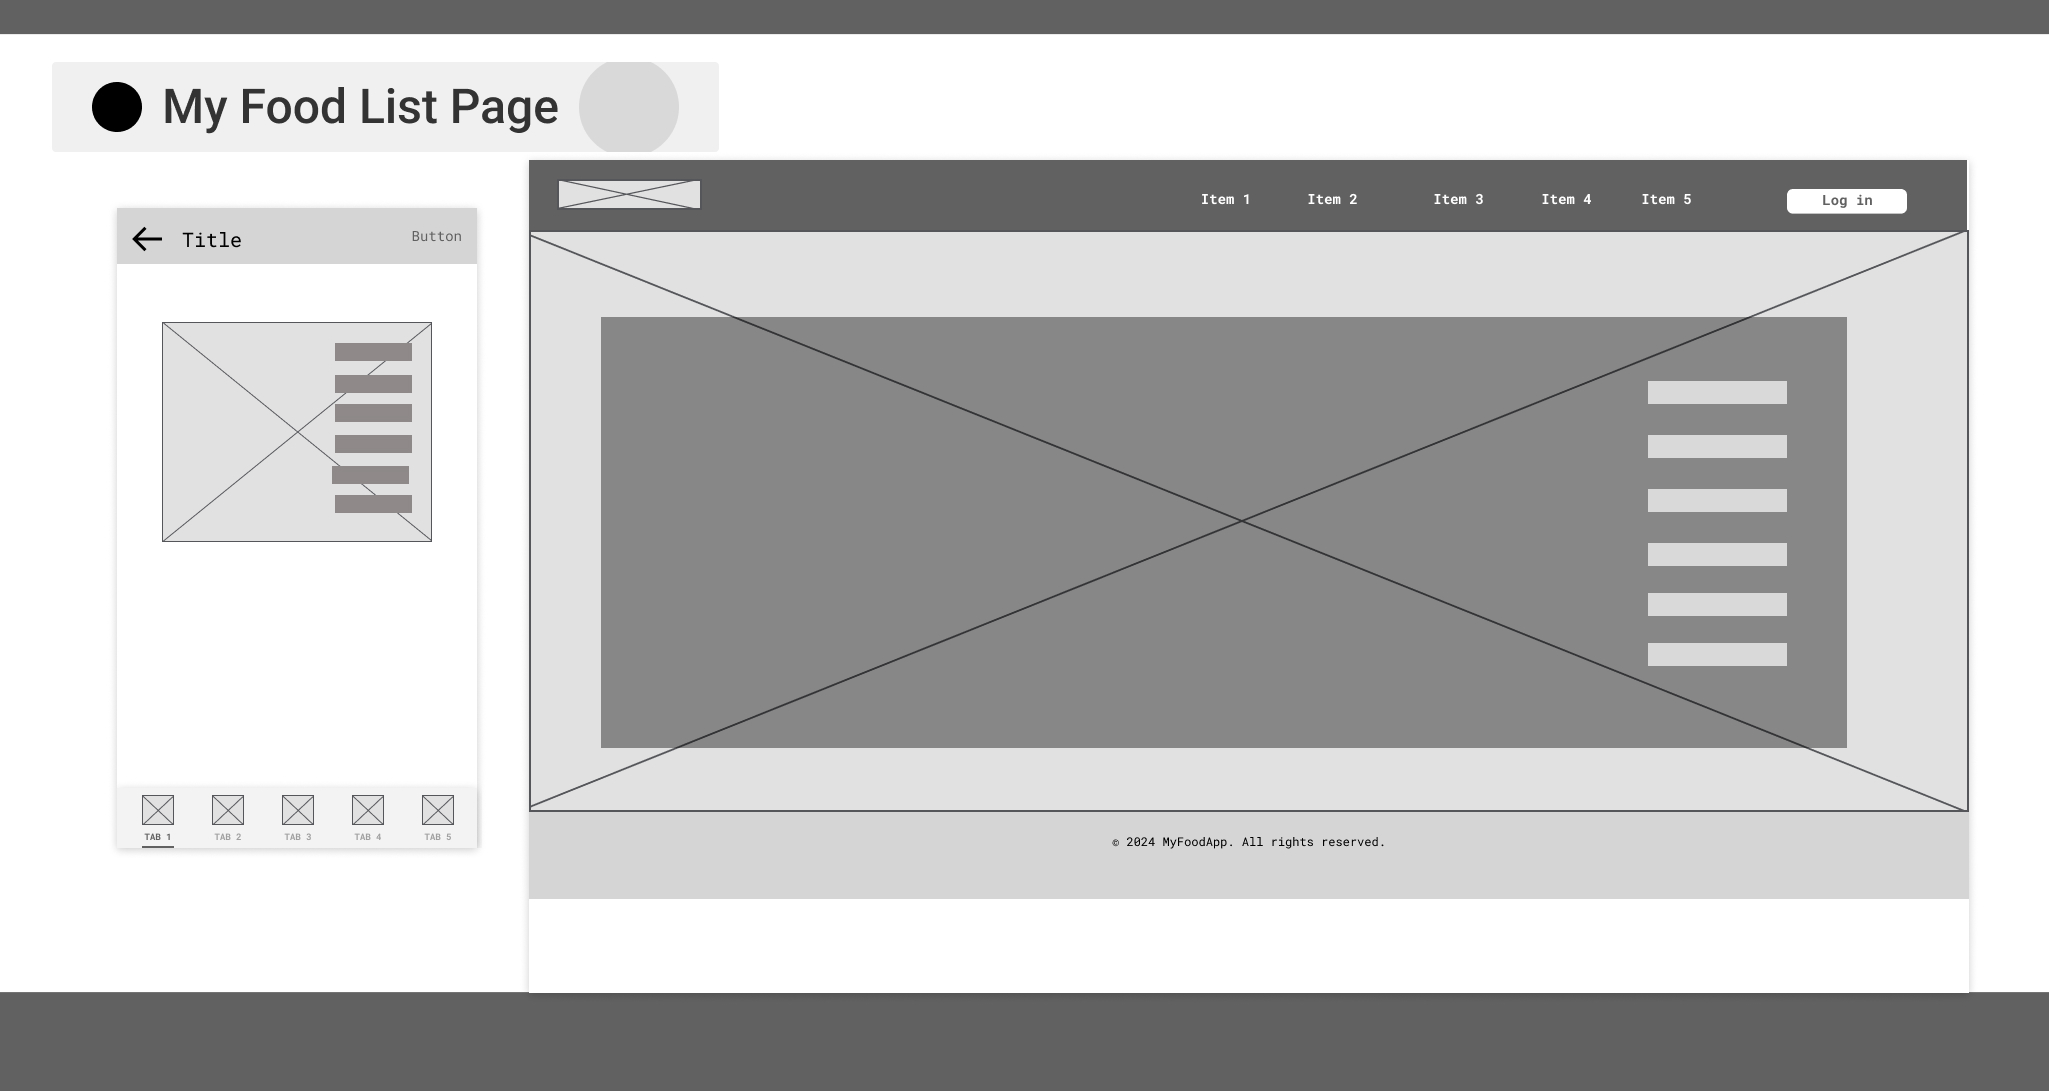 My Food List Page
Title
Button
TAB 1
TAB 2
TAB 3
TAB 4
TAB 5
Item 1
Item 2
Item 3
Item 4
Item 5
Log in
© 2024 MyFoodApp. All rights reserved.